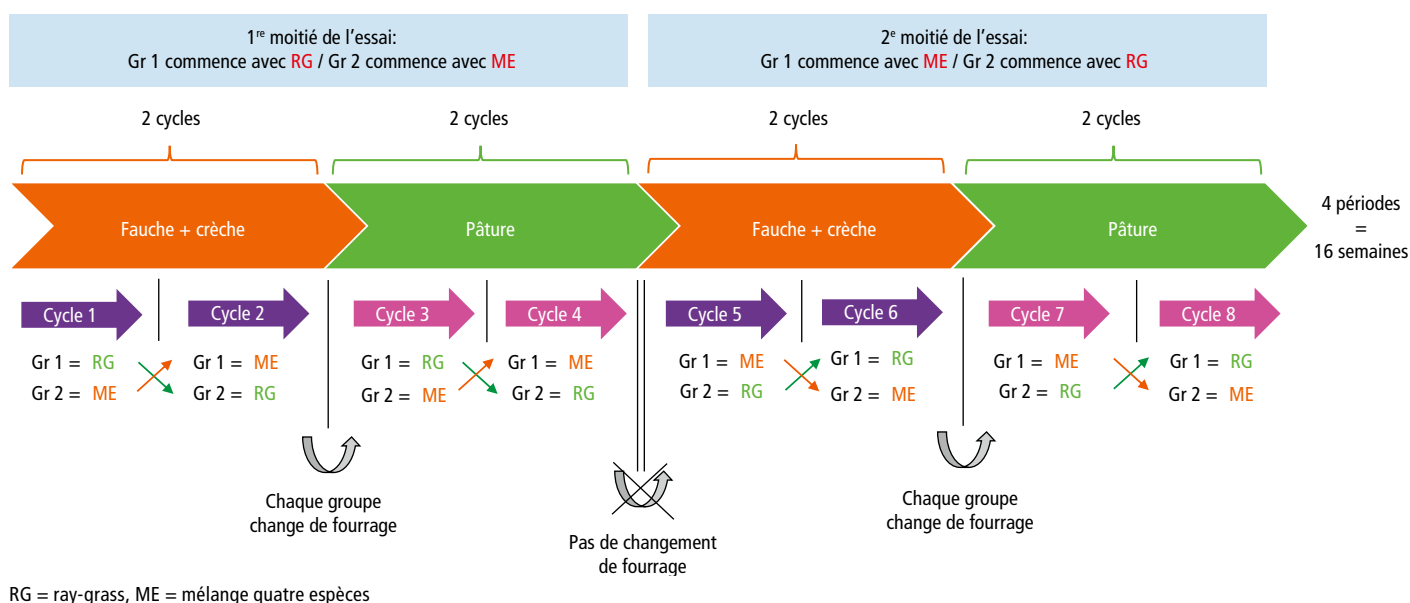 1re moitié de l’essai:
Gr 1 commence avec RG / Gr 2 commence avec ME
2e moitié de l’essai:
Gr 1 commence avec ME / Gr 2 commence avec RG
2 cycles
2 cycles
2 cycles
2 cycles
Fauche + crèche
Pâture
Fauche + crèche
Pâture
4 périodes
=
16 semaines
Cycle 1
Cycle 2
Cycle 3
Cycle 4
Cycle 5
Cycle 6
Cycle 7
Cycle 8
Gr 1 = RG
Gr 2 = ME
Gr 1 = ME
Gr 2 = RG
Gr 1 = RG
Gr 2 = ME
Gr 1 = ME
Gr 2 = RG
Gr 1 = ME
Gr 2 = RG
Gr 1 = RG
Gr 2 = ME
Gr 1 = ME
Gr 2 = RG
Gr 1 = RG
Gr 2 = ME
Chaque groupe
change de fourrage
Pas de changement
de fourrage
Chaque groupe
change de fourrage
RG = ray-grass, ME = mélange quatre espèces